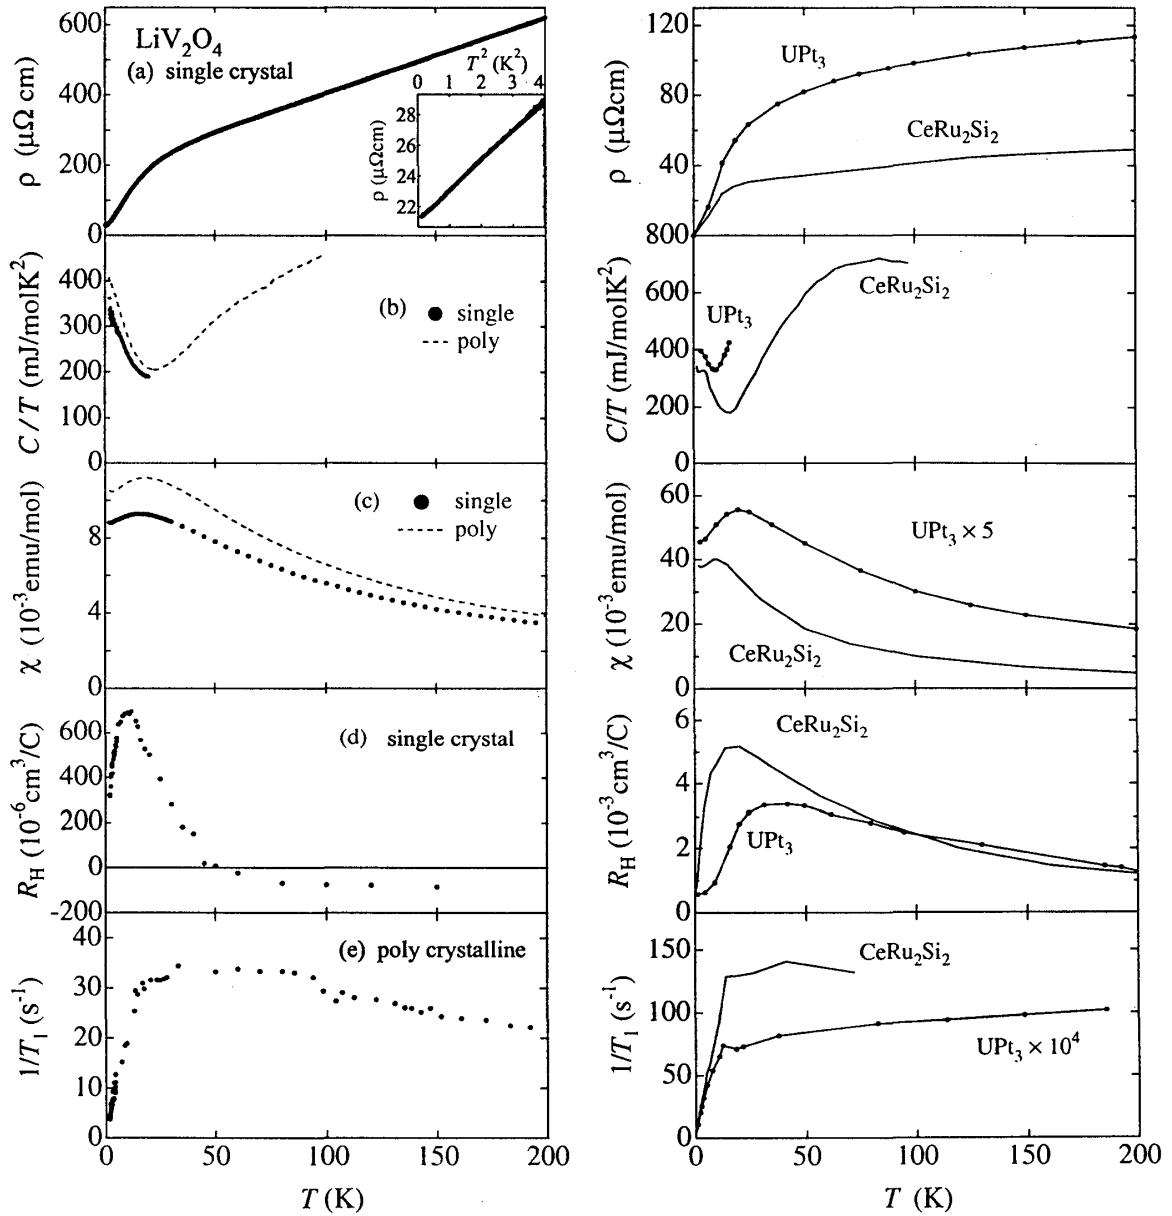 600
400
200
0
ρ (μΩ cm)
LiV₂O₄
(a) single crystal
T² (K²)
0 1 2 3 4
28
26
24
22
ρ (μΩcm)
120
80
40
800
ρ (μΩcm)
UPt₃
CeRu₂Si₂
400
300
200
100
0
C / T (mJ/molK²)
(b) ● single
---- poly
600
400
200
0
C/T (mJ/molK²)
UPt₃
CeRu₂Si₂
8
4
0
χ (10⁻³emu/mol)
(c) ● single
----- poly
60
40
20
0
χ (10⁻³emu/mol)
UPt₃ × 5
CeRu₂Si₂
600
400
200
0
-200
R_H (10⁻⁶cm³/C)
(d) single crystal
6
4
2
0
R_H (10⁻³cm³/C)
CeRu₂Si₂
UPt₃
40
30
20
10
0
1/T₁ (s⁻¹)
(e) poly crystalline
0 50 100 150 200
T (K)
150
100
50
0
1/T₁ (s⁻¹)
CeRu₂Si₂
UPt₃ × 10⁴
0 50 100 150 200
T (K)